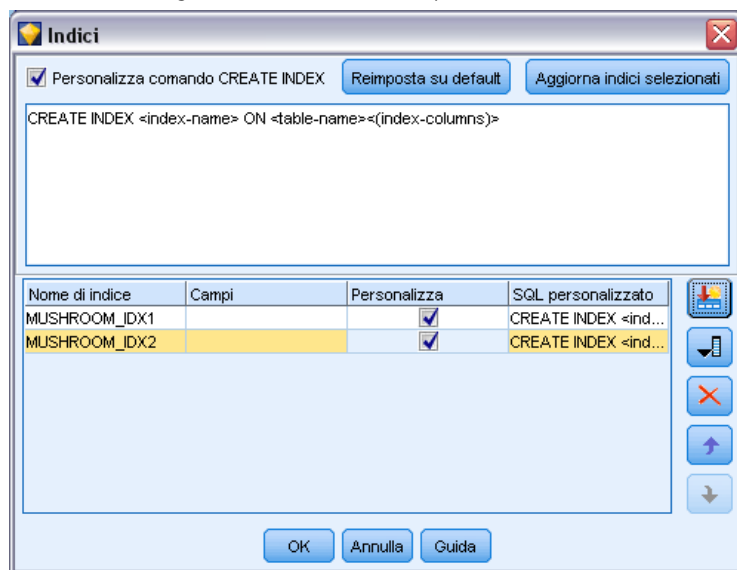 Indici
Personalizza comando CREATE INDEX Reimposta su default Aggiorna indici selezionati
CREATE INDEX <index-name> ON <table-name><(index-columns)>
Nome di indice Campi Personalizza SQL personalizzato
MUSHROOM_IDX1 CREATE INDEX <ind...
MUSHROOM_IDX2 CREATE INDEX <ind...
OK Annulla Guida